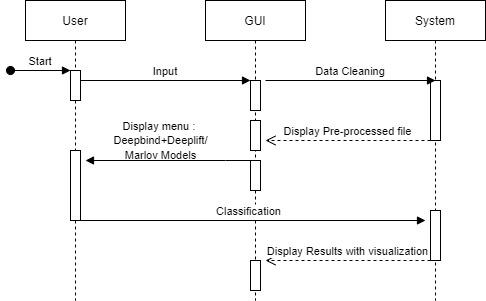 User
GUI
System
Start
Input
Data Cleaning
Display Pre-processed file
Display menu :
Deepbind+Deeplift/
Marlov Models
Classification
Display Results with visualization